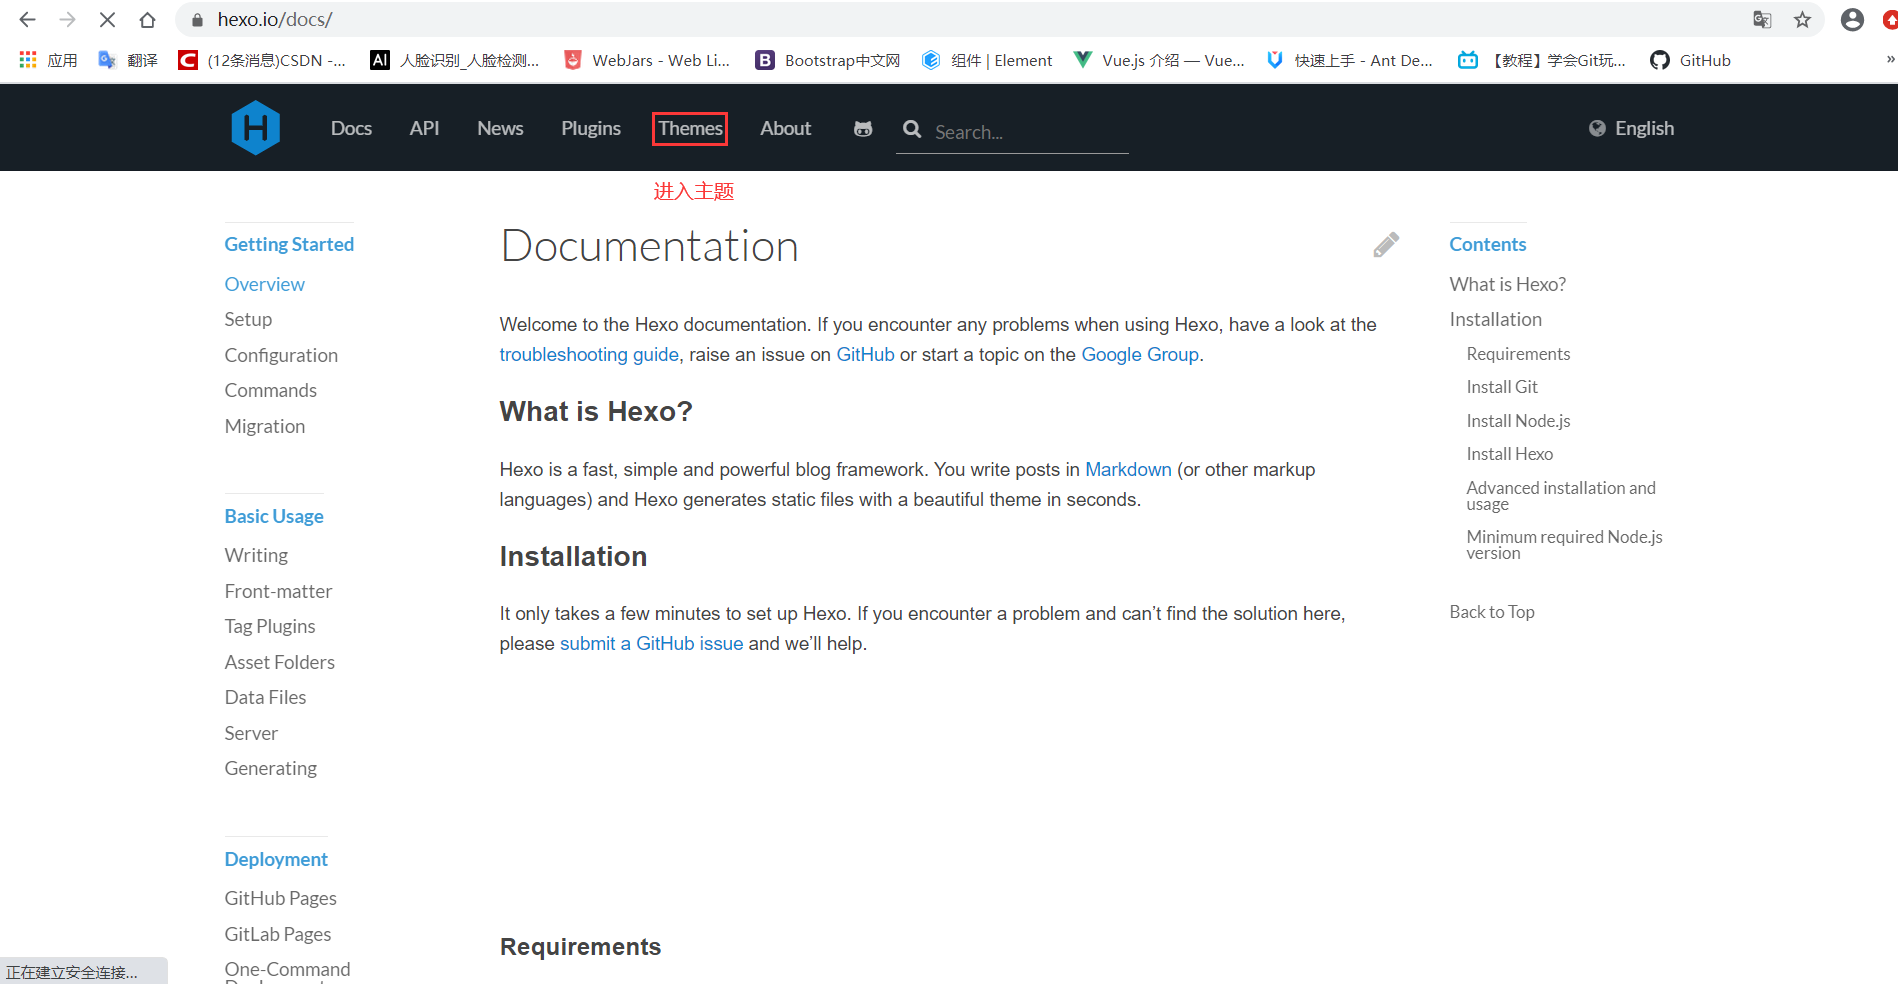 hexo.io/docs/
应用 翻译 (12条消息)CSDN -... 人脸识别_人脸检测... WebJars - Web Li... Bootstrap中文网 组件 | Element Vue.js 介绍 — Vue... 快速上手 - Ant De... 【教程】学会Git玩... GitHub »
Docs API News Plugins Themes About Search... English
进入主题
Getting Started
Overview
Setup
Configuration
Commands
Migration
Basic Usage
Writing
Front-matter
Tag Plugins
Asset Folders
Data Files
Server
Generating
Deployment
GitHub Pages
GitLab Pages
One-Command
Documentation
Welcome to the Hexo documentation. If you encounter any problems when using Hexo, have a look at the
troubleshooting guide, raise an issue on GitHub or start a topic on the Google Group.
What is Hexo?
Hexo is a fast, simple and powerful blog framework. You write posts in Markdown (or other markup
languages) and Hexo generates static files with a beautiful theme in seconds.
Installation
It only takes a few minutes to set up Hexo. If you encounter a problem and can’t find the solution here,
please submit a GitHub issue and we’ll help.
Requirements
Contents
What is Hexo?
Installation
Requirements
Install Git
Install Node.js
Install Hexo
Advanced installation and
usage
Minimum required Node.js
version
Back to Top
正在建立安全连接...